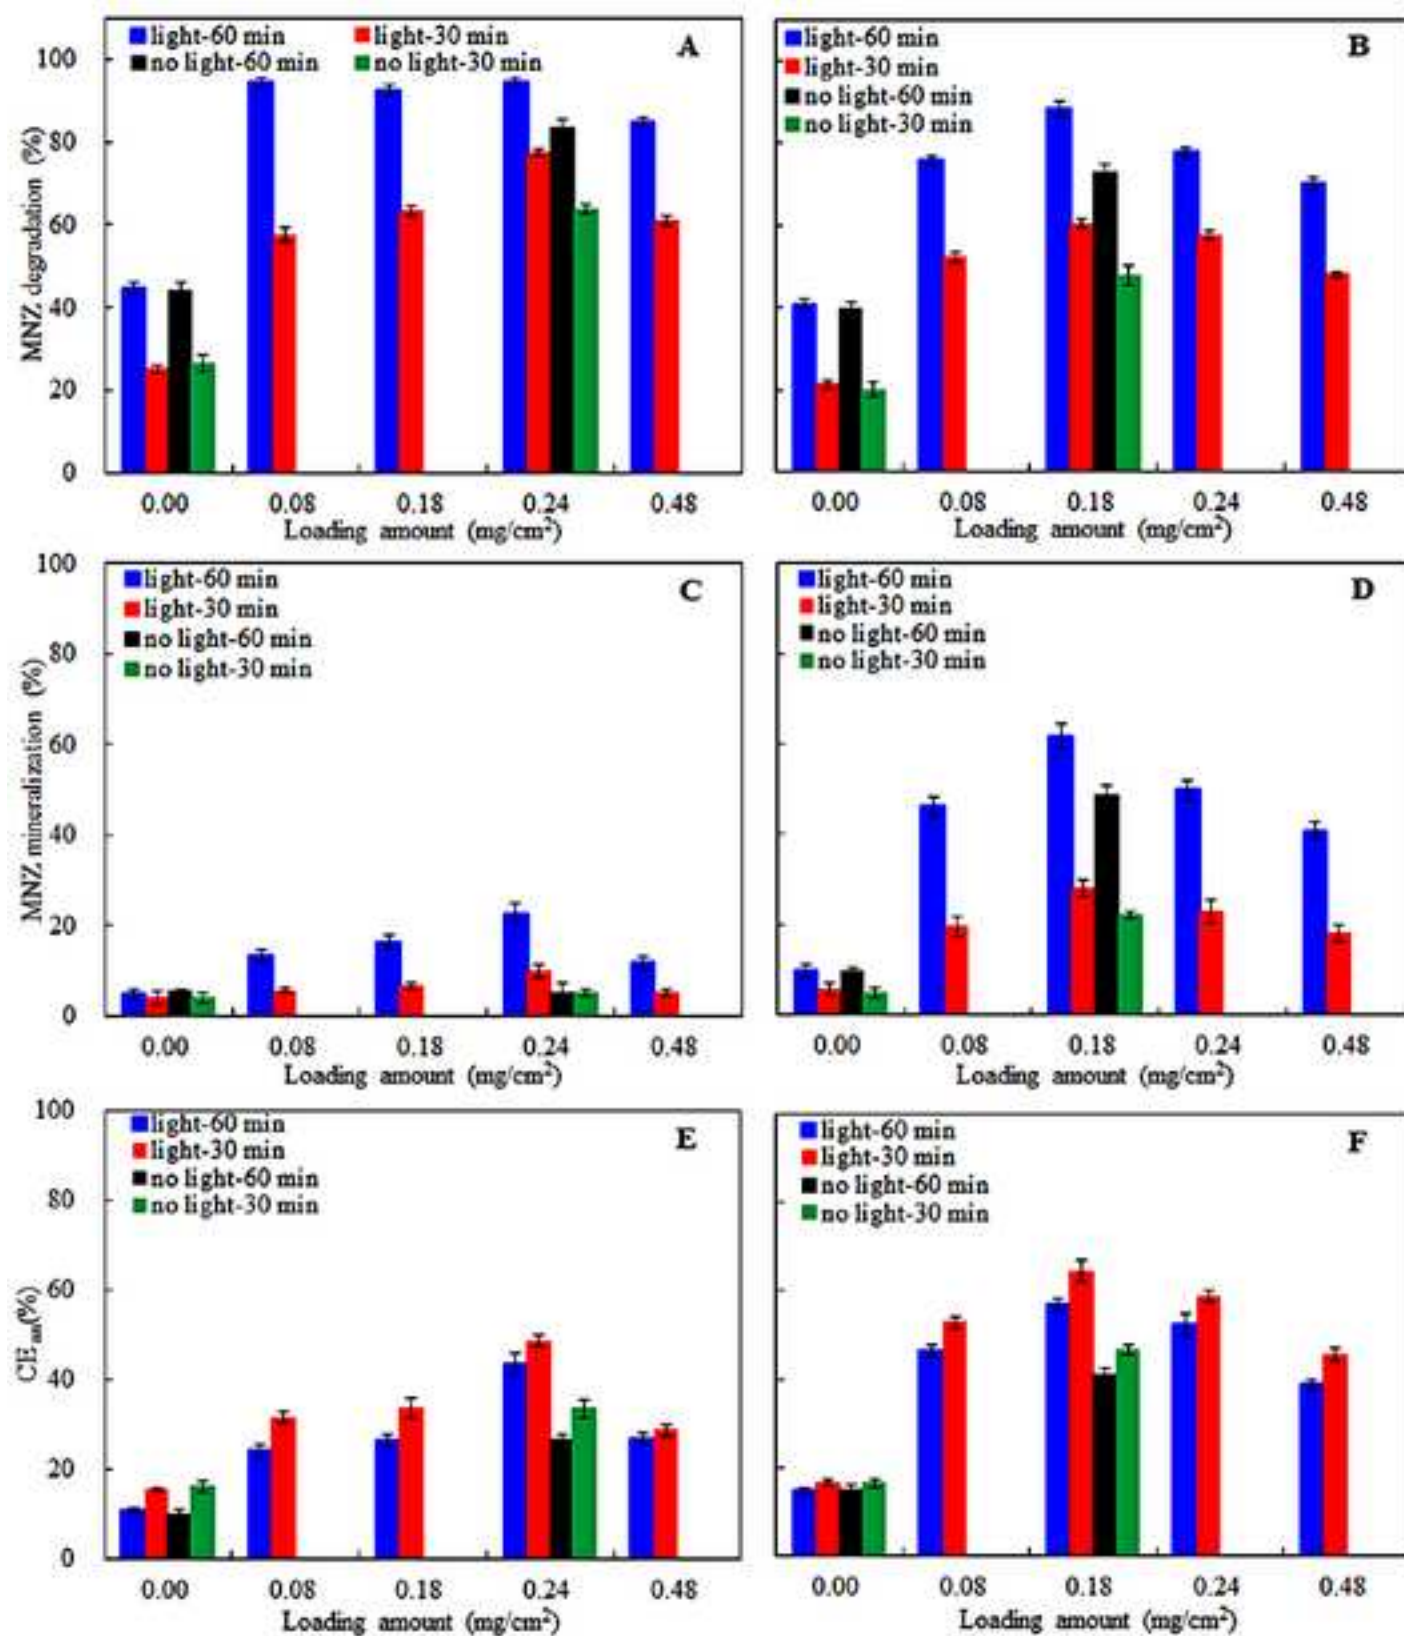 light-60 min light-30 min A
no light-60 min no light-30 min
100
80
60
40
20
0
MNZ degradation (%)
0.00 0.08 0.18 0.24 0.48
Loading amount (mg/cm²)
light-60 min B
light-30 min
no light-60 min
no light-30 min
0.00 0.08 0.18 0.24 0.48
Loading amount (mg/cm²)
light-60 min C
light-30 min
no light-60 min
no light-30 min
100
80
60
40
20
0
MNZ mineralization (%)
0.00 0.08 0.18 0.24 0.48
Loading amount (mg/cm²)
light-60 min D
light-30 min
no light-60 min
no light-30 min
0.00 0.08 0.18 0.24 0.48
Loading amount (mg/cm²)
light-60 min E
light-30 min
no light-60 min
no light-30 min
100
80
60
40
20
0
CEan(%)
0.00 0.08 0.18 0.24 0.48
Loading amount (mg/cm²)
light-60 min F
light-30 min
no light-60 min
no light-30 min
0.00 0.08 0.18 0.24 0.48
Loading amount (mg/cm²)